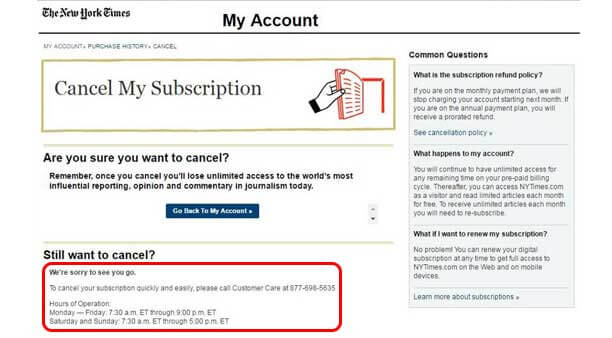 The New York Times
My Account
MY ACCOUNT» PURCHASE HISTORY» CANCEL
Cancel My Subscription
Are you sure you want to cancel?
Remember, once you cancel you'll lose unlimited access to the world's most
influential reporting, opinion and commentary in journalism today.
Go Back To My Account »
Still want to cancel?
We're sorry to see you go.
To cancel your subscription quickly and easily, please call Customer Care at 877-698-5635
Hours of Operation:
Monday — Friday: 7:30 a.m. ET through 9:00 p.m. ET
Saturday and Sunday: 7:30 a.m. ET through 5:00 p.m. ET
Common Questions
What is the subscription refund policy?
If you are on the monthly payment plan, we will
stop charging your account starting next month. If
you are on the annual payment plan, you will
receive a prorated refund.
See cancellation policy »
What happens to my account?
You will continue to have unlimited access for
any remaining time on your pre-paid billing
cycle. Thereafter, you can access NYTimes.com
as a visitor and read limited articles each month
for free. To receive unlimited articles each month
you will need to re-subscribe.
What if I want to renew my subscription?
No problem! You can renew your digital
subscription at any time to get full access to
NYTimes.com on the Web and on mobile
devices.
Learn more about subscriptions »